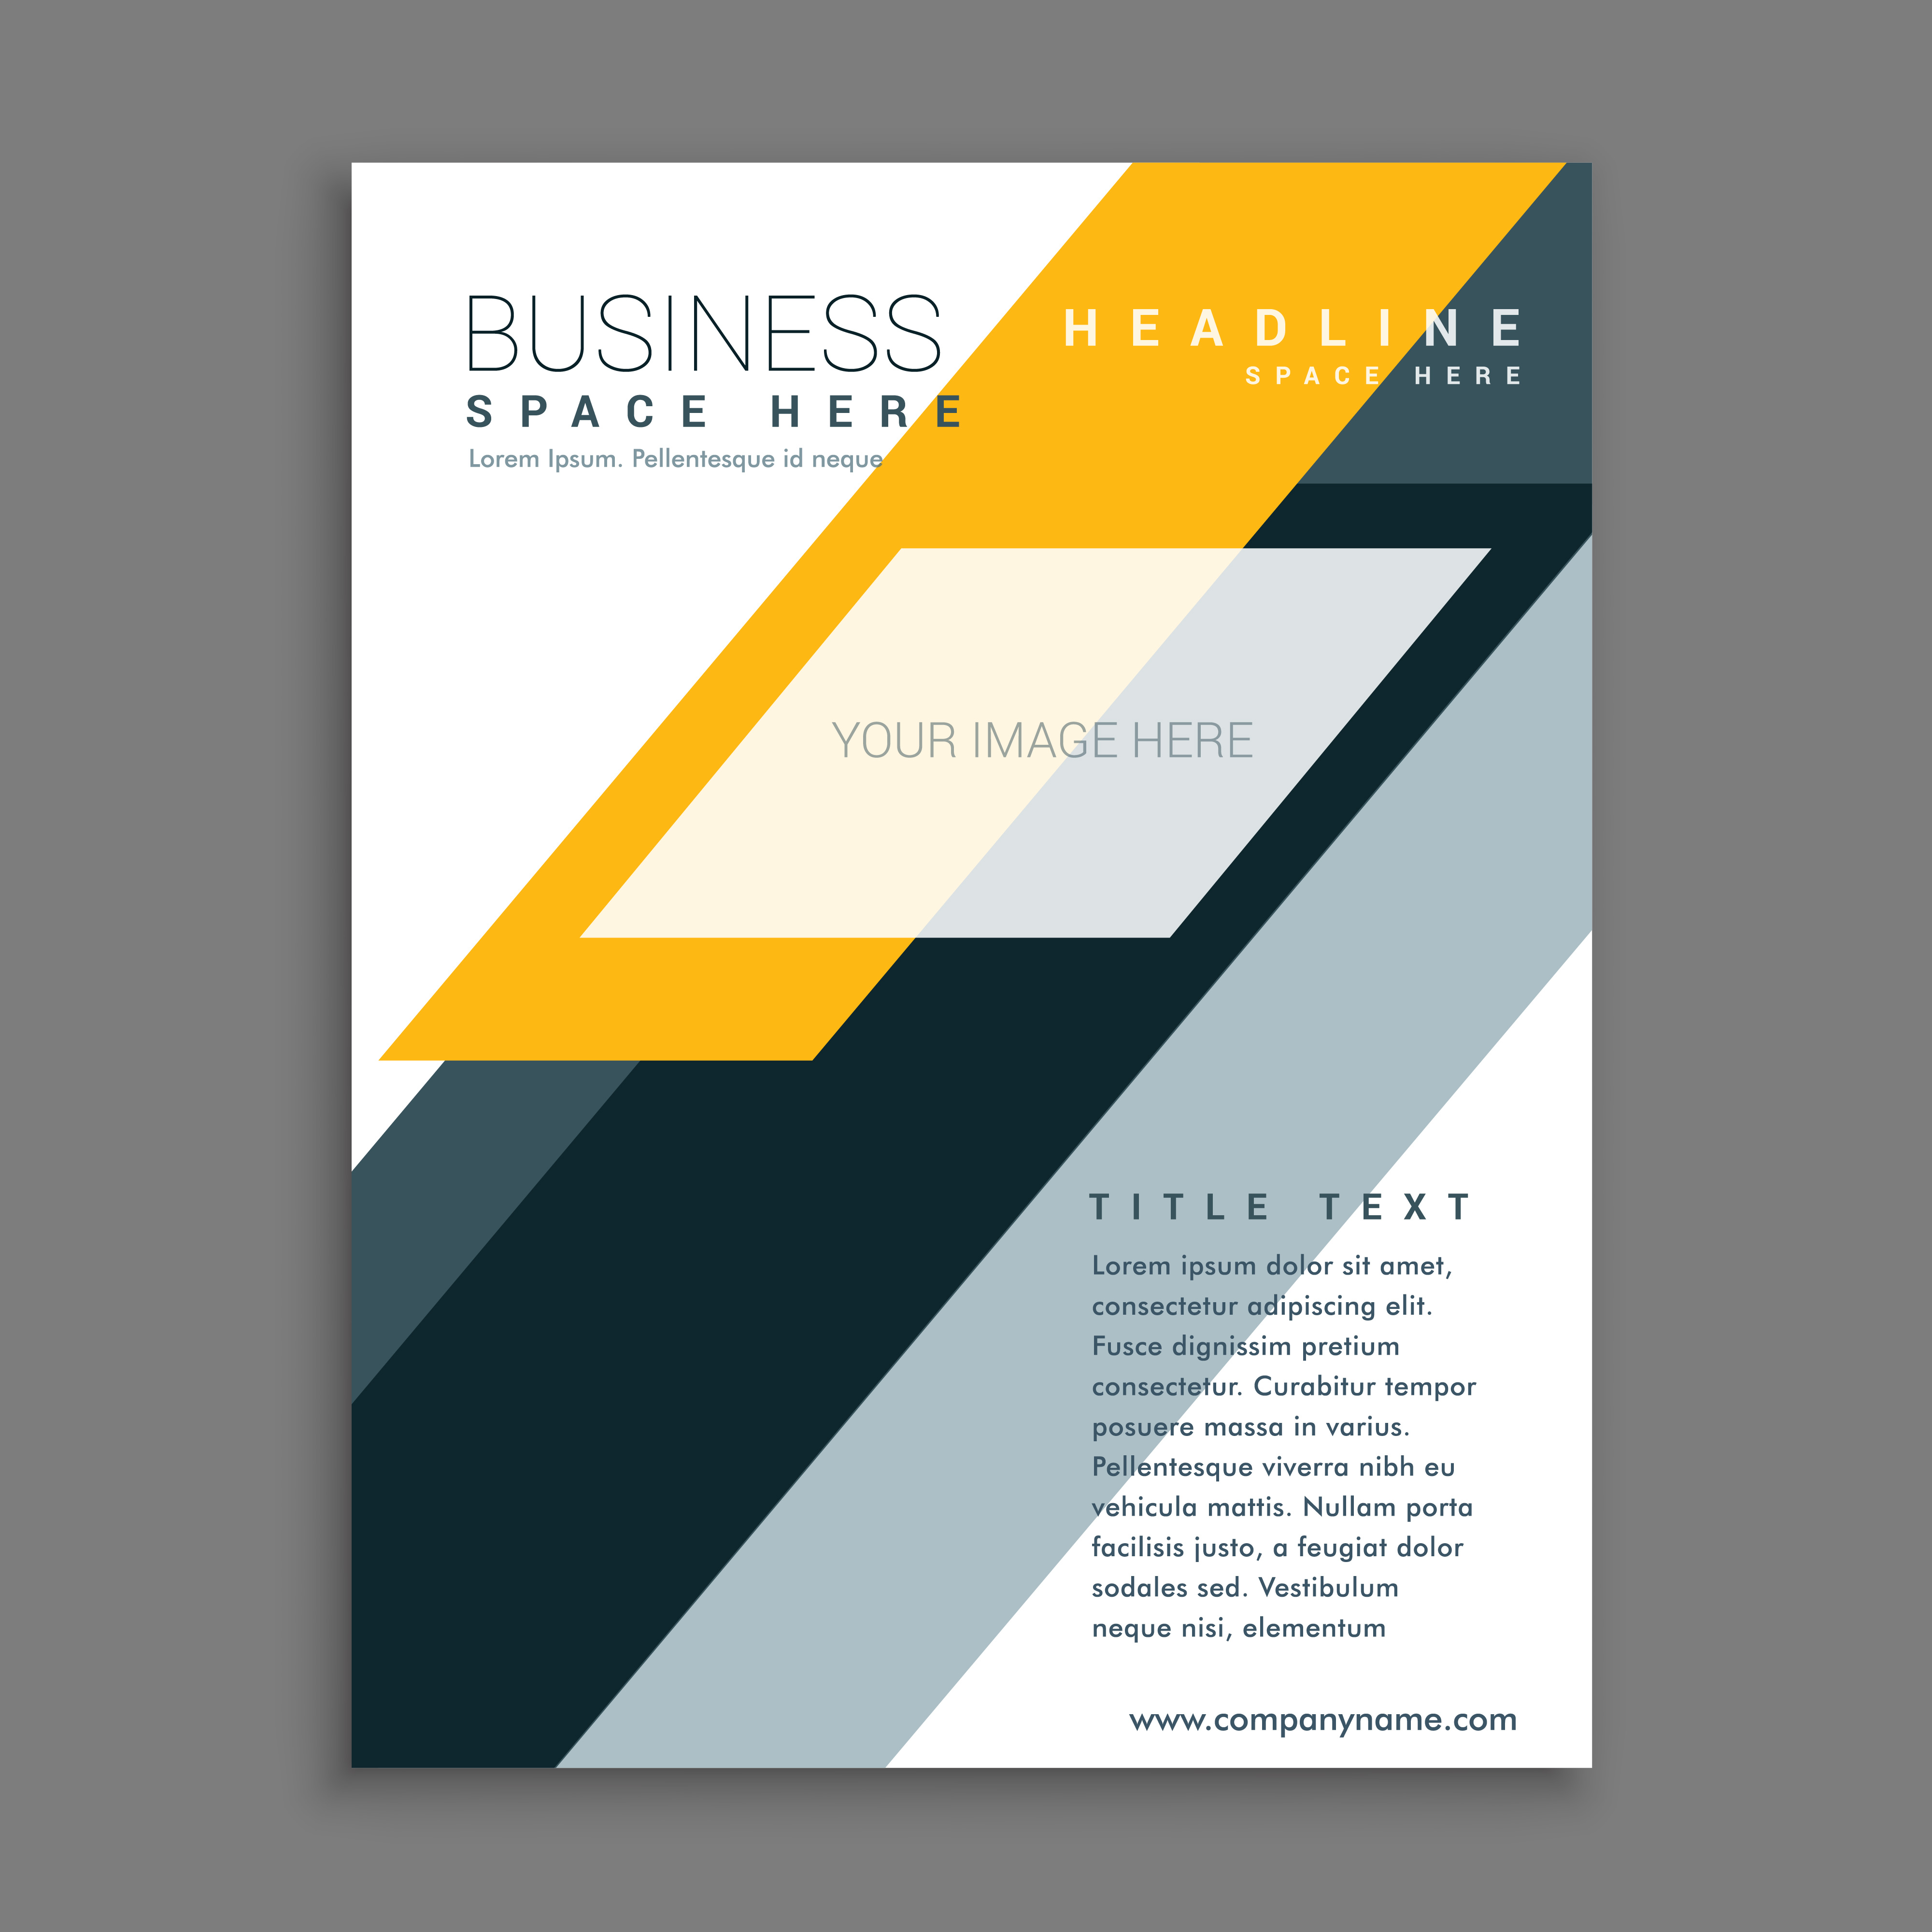 BUSINESS
SPACE HERE
Lorem Ipsum. Pellentesque id neque
HEADLINE
SPACE HERE
YOUR IMAGE HERE
TITLE TEXT
Lorem ipsum dolor sit amet,
consectetur adipiscing elit.
Fusce dignissim pretium
consectetur. Curabitur tempor
posuere massa in varius.
Pellentesque viverra nibh eu
vehicula mattis. Nullam porta
facilisis justo, a feugiat dolor
sodales sed. Vestibulum
neque nisi, elementum
www.companyname.com